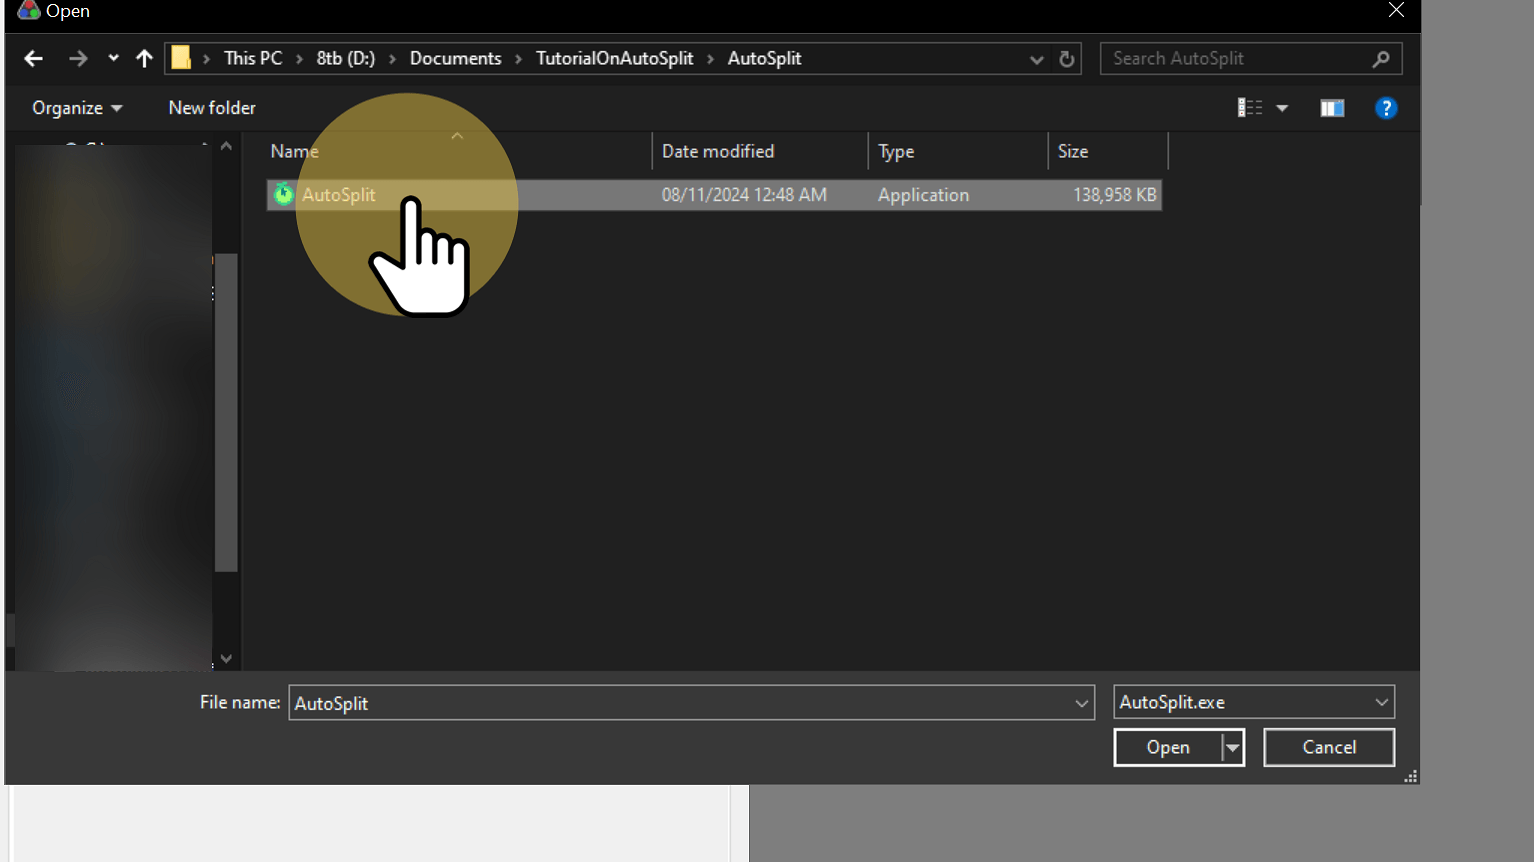 Open
This PC > 8tb (D:) > Documents > TutorialOnAutoSplit > AutoSplit
Search AutoSplit
Organize
New folder
?
Name
Date modified
Type
Size
AutoSplit
08/11/2024 12:48 AM
Application
138,958 KB
File name:
AutoSplit
AutoSplit.exe
Open
Cancel